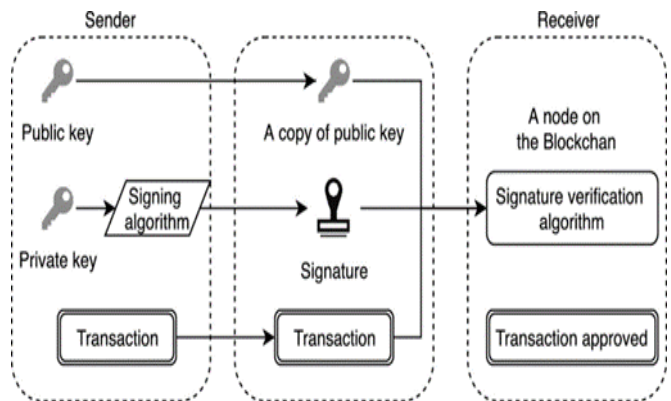 Sender
Receiver
Public key
A copy of public key
A node on
the Blockchan
Signing
algorithm
Signature verification
algorithm
Private key
Signature
Transaction
Transaction
Transaction approved